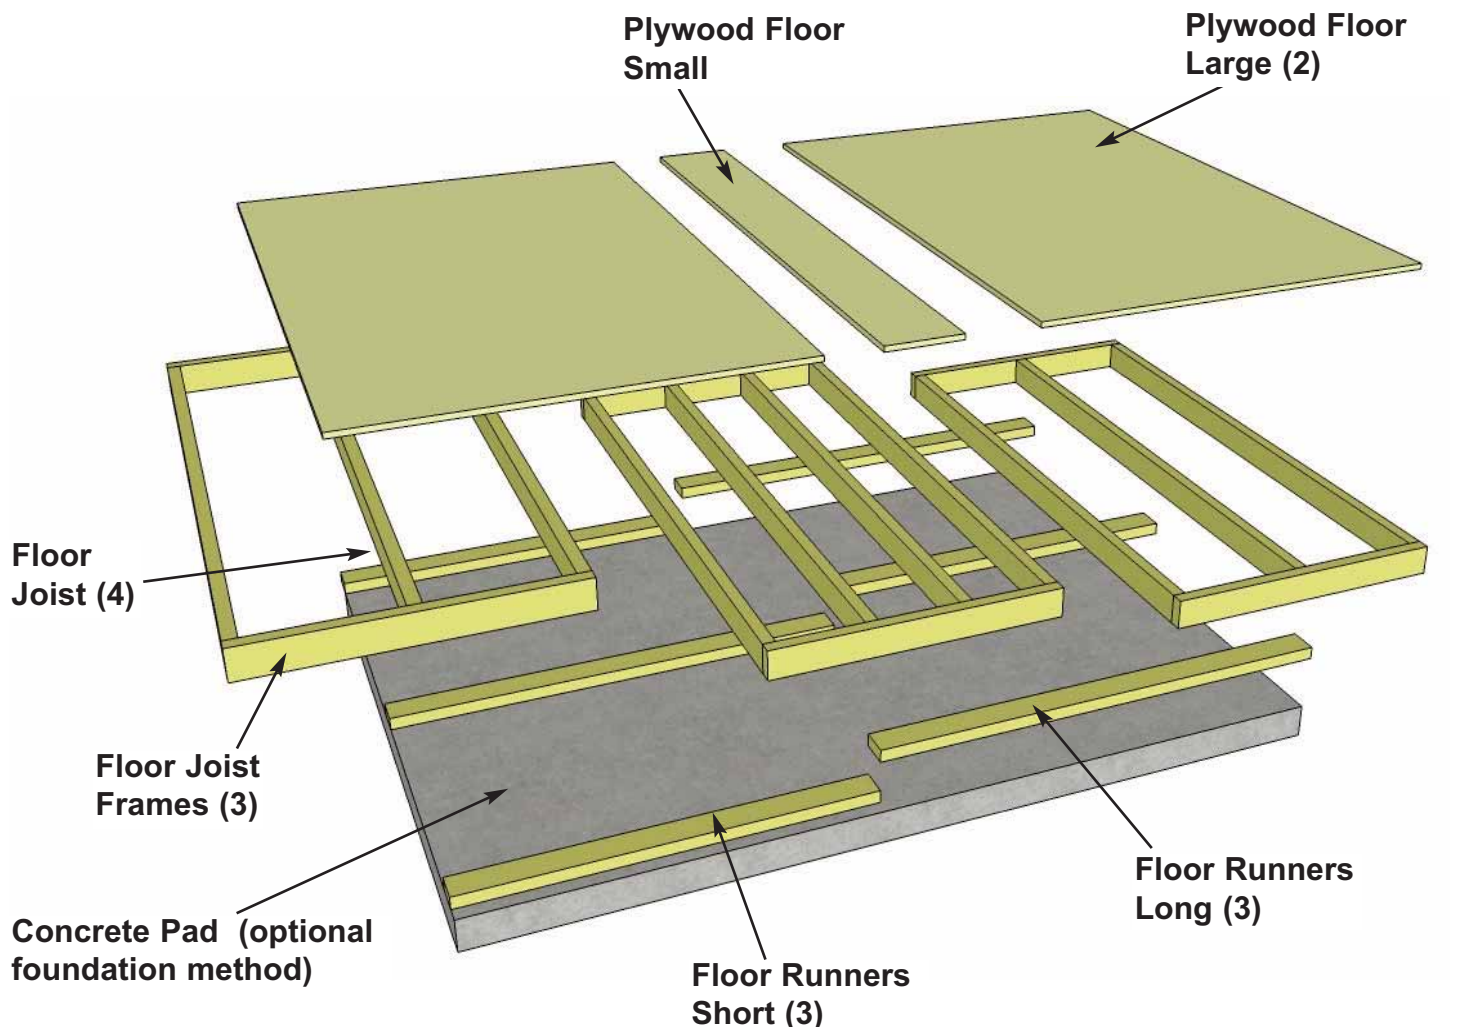 Plywood Floor
Small
Plywood Floor
Large (2)
Floor
Joist (4)
Floor Joist
Frames (3)
Concrete Pad (optional
foundation method)
Floor Runners
Short (3)
Floor Runners
Long (3)